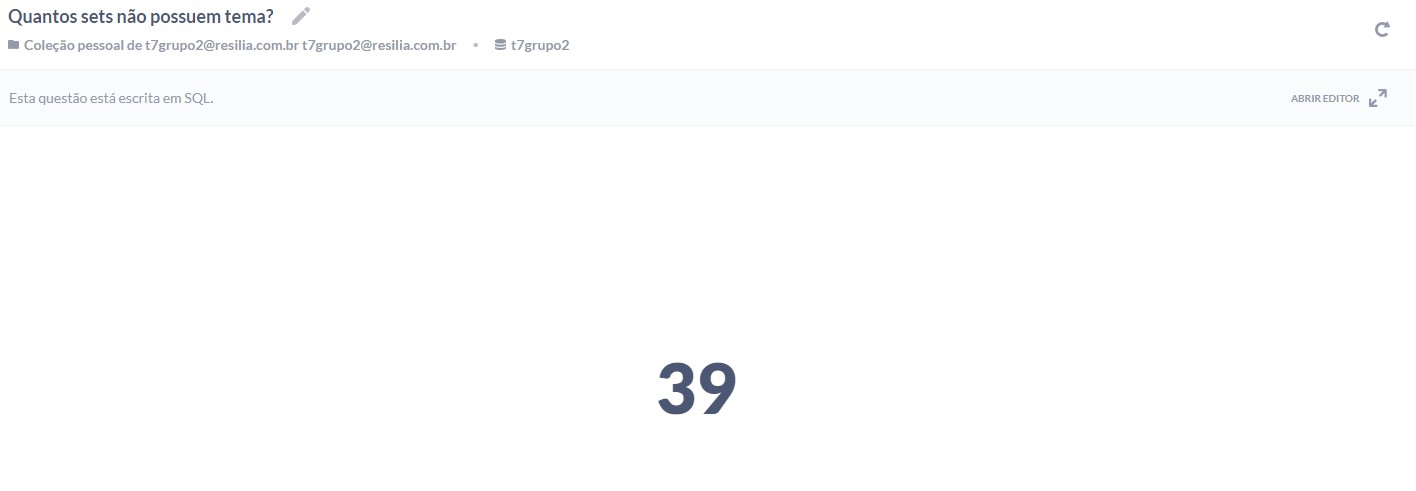 Quantos sets não possuem tema?
Coleção pessoal de t7grupo2@resilia.com.br t7grupo2@resilia.com.br • t7grupo2
Esta questão está escrita em SQL.
ABRIR EDITOR
39